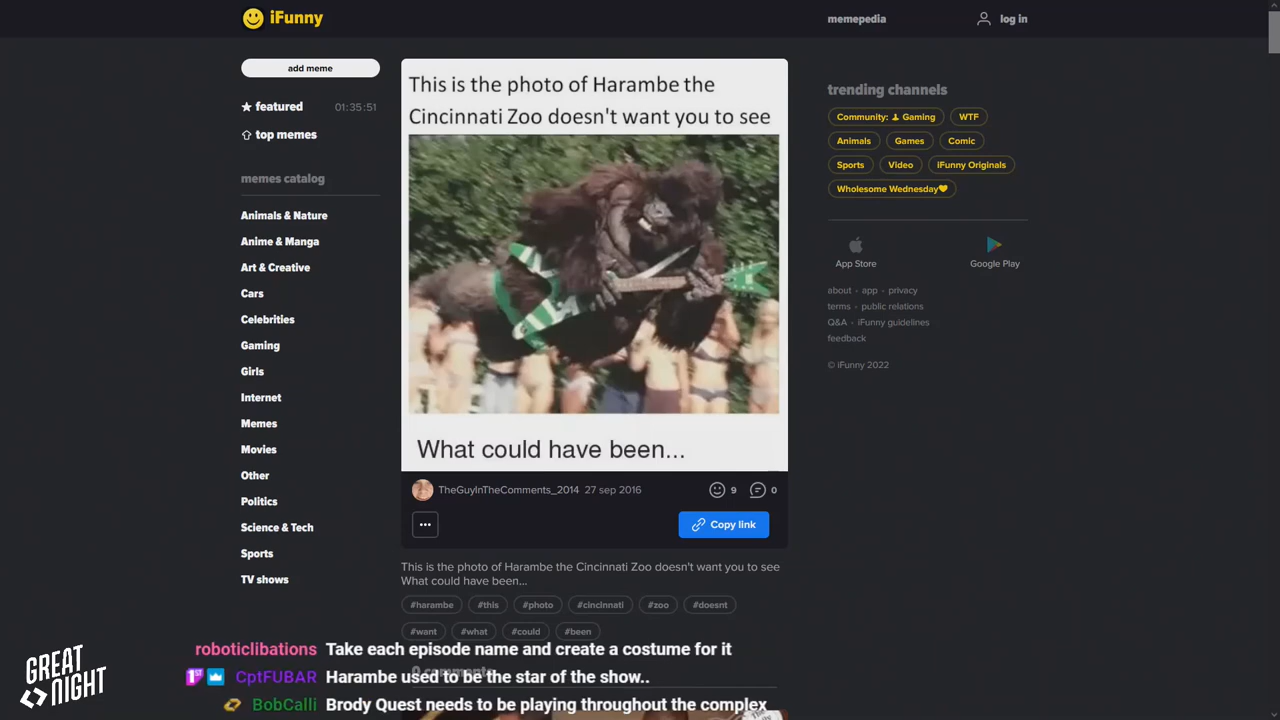 iFunny
memepedia
log in
add meme
featured 01:35:51
top memes
memes catalog
Animals & Nature
Anime & Manga
Art & Creative
Cars
Celebrities
Gaming
Girls
Internet
Memes
Movies
Other
Politics
Science & Tech
Sports
TV shows
This is the photo of Harambe the
Cincinnati Zoo doesn't want you to see
What could have been...
TheGuyInTheComments_2014 27 sep 2016
9 0
Copy link
This is the photo of Harambe the Cincinnati Zoo doesn't want you to see
What could have been...
#harambe #this #photo #cincinnati #zoo #doesnt
#want #what #could #been
0 comments
trending channels
Community: Gaming WTF
Animals Games Comic
Sports Video iFunny Originals
Wholesome Wednesday
App Store Google Play
about • app • privacy
terms • public relations
Q&A • iFunny guidelines
feedback
© iFunny 2022
roboticlibations Take each episode name and create a costume for it
1st CptFUBAR Harambe used to be the star of the show..
BobCalli Brody Quest needs to be playing throughout the complex
GREAT
NIGHT